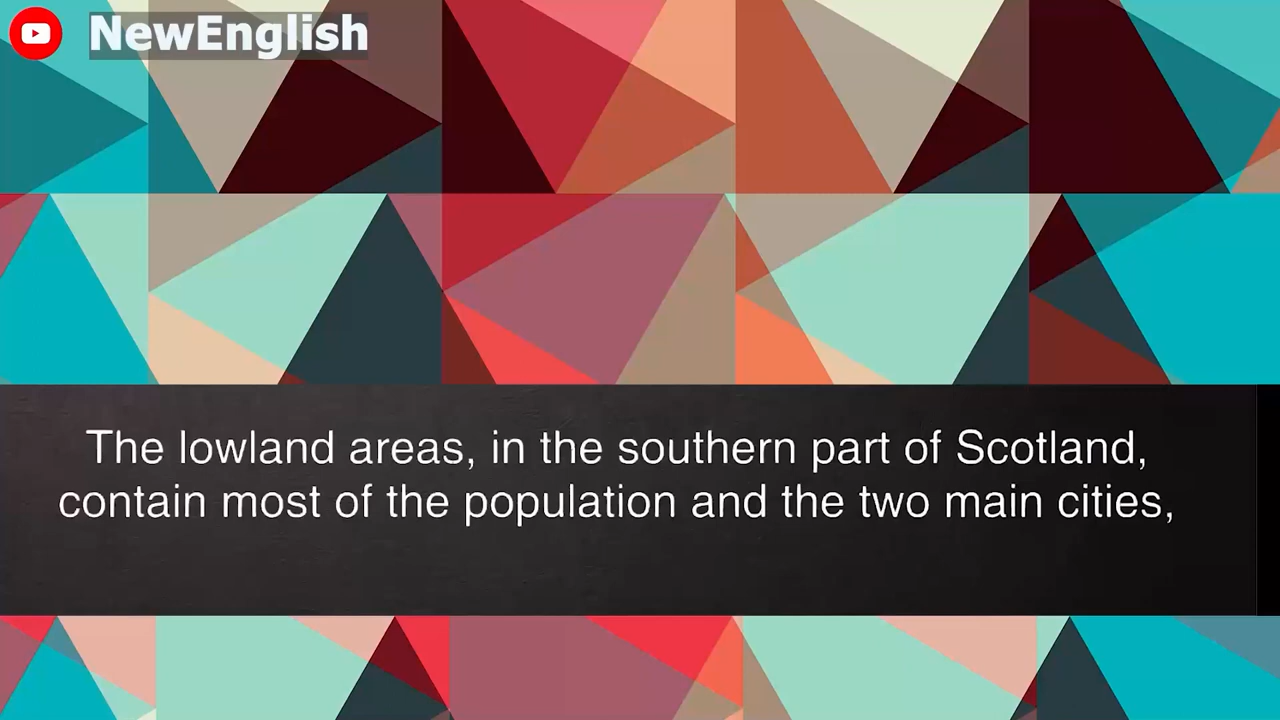 NewEnglish
The lowland areas, in the southern part of Scotland,
contain most of the population and the two main cities,